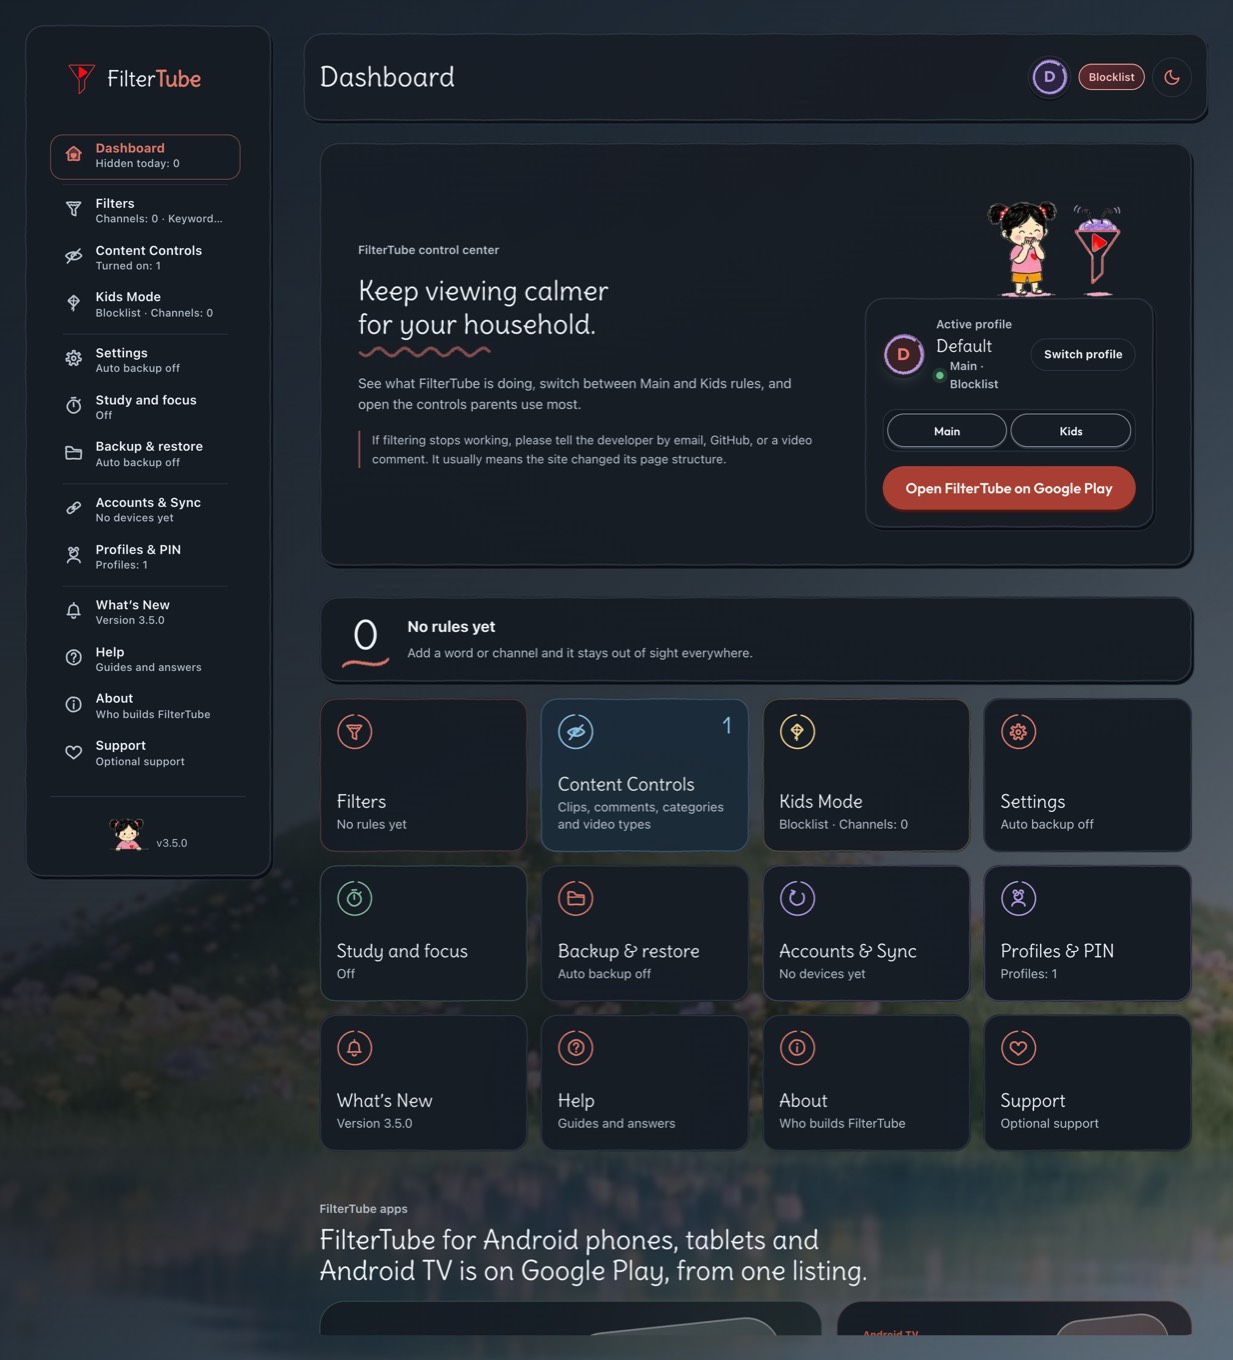 FilterTube
Dashboard
Hidden today: 0
Filters
Channels: 0 · Keyword...
Content Controls
Turned on: 1
Kids Mode
Blocklist · Channels: 0
Settings
Auto backup off
Study and focus
Off
Backup & restore
Auto backup off
Accounts & Sync
No devices yet
Profiles & PIN
Profiles: 1
What's New
Version 3.5.0
Help
Guides and answers
About
Who builds FilterTube
Support
Optional support
v3.5.0
Dashboard
D
Blocklist
FilterTube control center
Keep viewing calmer
for your household.
See what FilterTube is doing, switch between Main and Kids rules, and
open the controls parents use most.
If filtering stops working, please tell the developer by email, GitHub, or a video
comment. It usually means the site changed its page structure.
D
Active profile
Default
Main ·
Blocklist
Switch profile
Main
Kids
Open FilterTube on Google Play
0
No rules yet
Add a word or channel and it stays out of sight everywhere.
Filters
No rules yet
1
Content Controls
Clips, comments, categories
and video types
Kids Mode
Blocklist · Channels: 0
Settings
Auto backup off
Study and focus
Off
Backup & restore
Auto backup off
Accounts & Sync
No devices yet
Profiles & PIN
Profiles: 1
What's New
Version 3.5.0
Help
Guides and answers
About
Who builds FilterTube
Support
Optional support
FilterTube apps
FilterTube for Android phones, tablets and
Android TV is on Google Play, from one listing.
Android TV